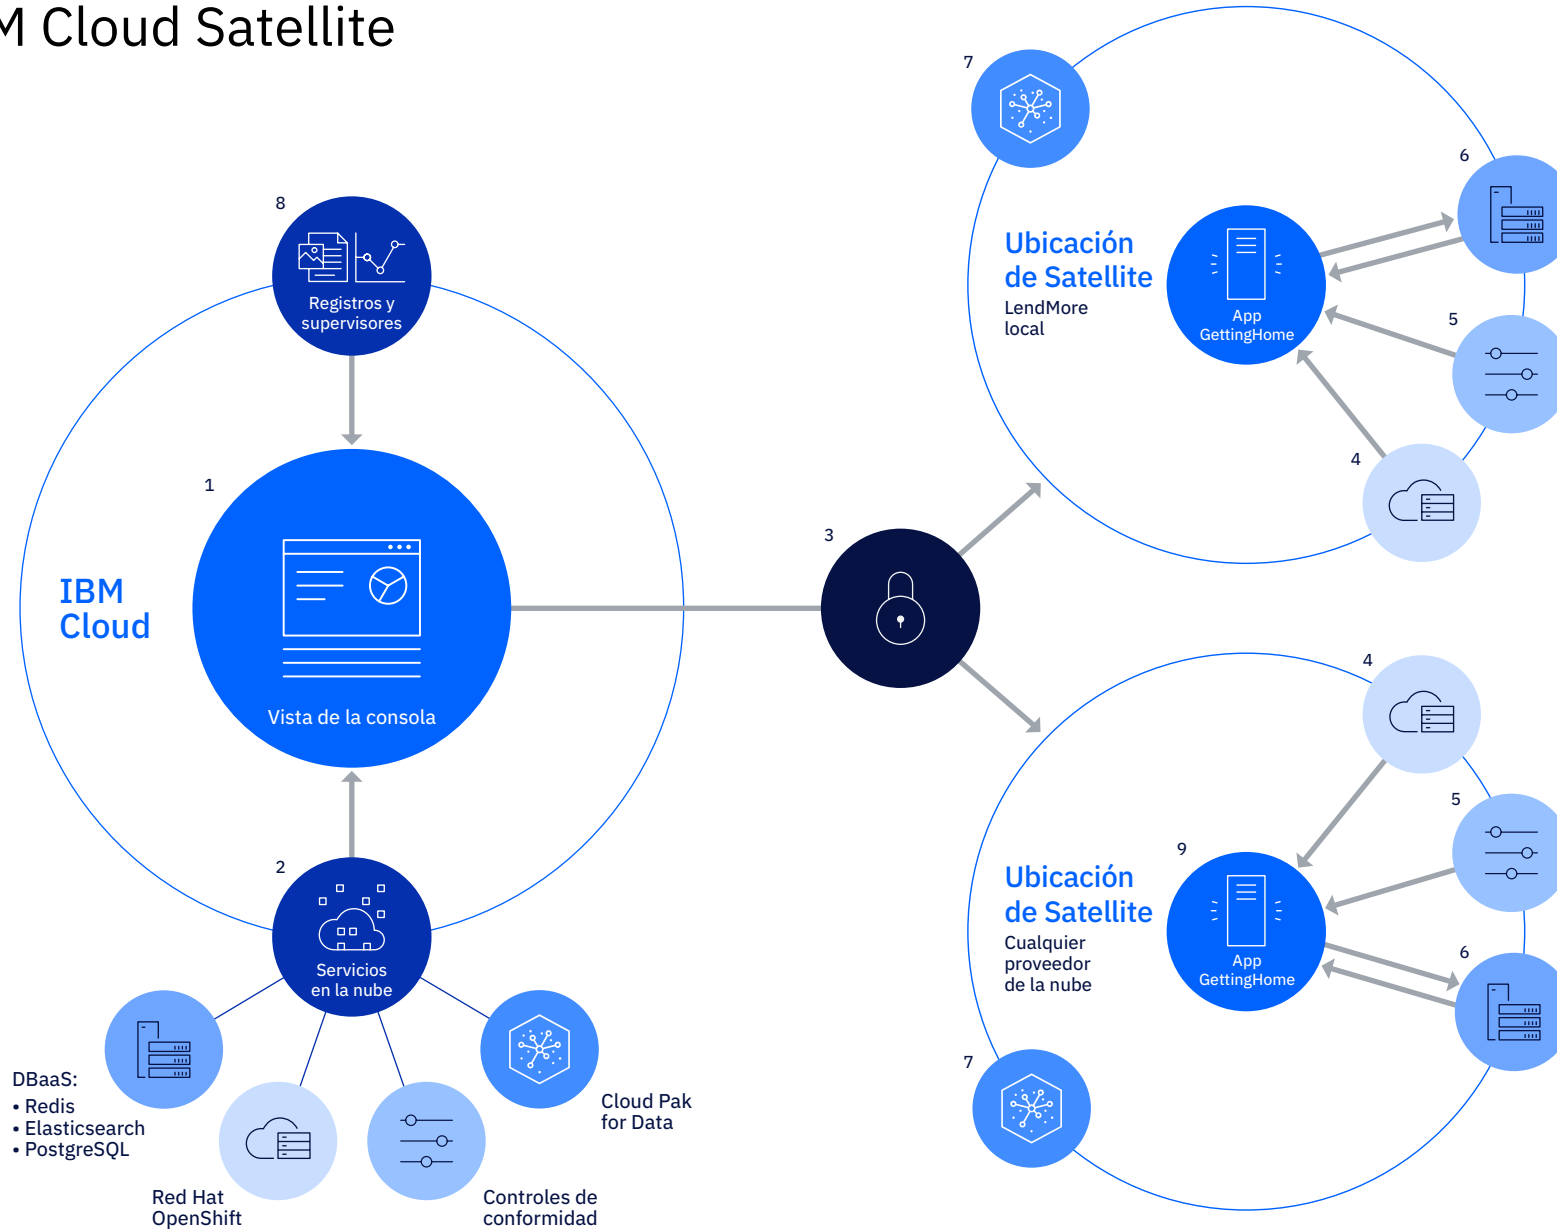 M Cloud Satellite
8
Registros y
supervisores
1
IBM
Cloud
Vista de la consola
2
Servicios
en la nube
DBaaS:
• Redis
• Elasticsearch
• PostgreSQL
Red Hat
OpenShift
Controles de
conformidad
Cloud Pak
for Data
3
7
6
Ubicación
de Satellite
LendMore
local
App
GettingHome
5
4
4
5
9
Ubicación
de Satellite
Cualquier
proveedor
de la nube
App
GettingHome
6
7